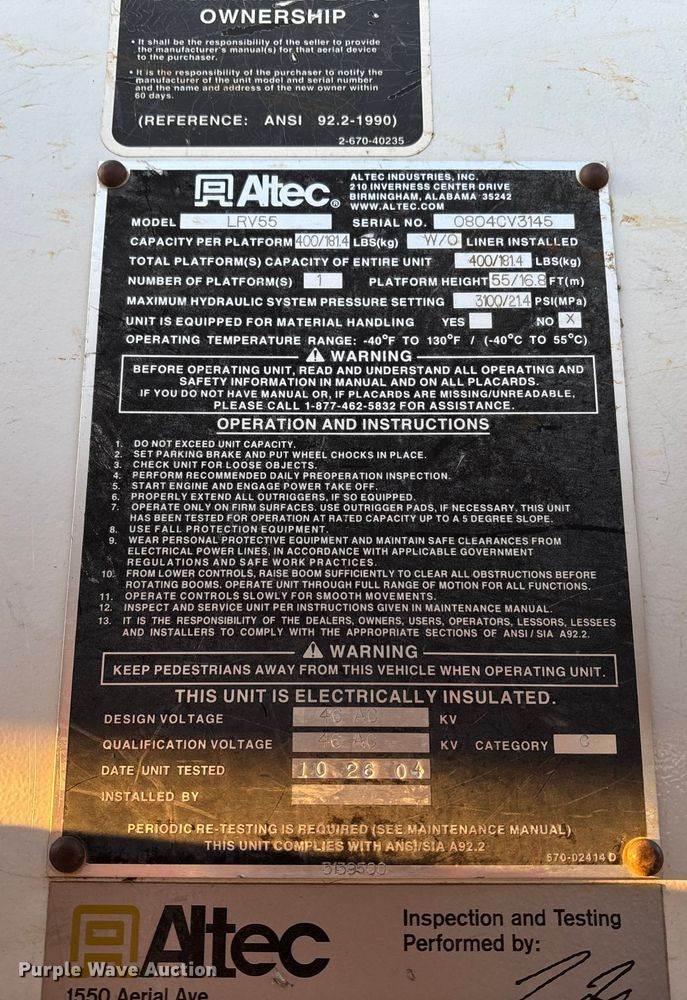 OWNERSHIP
• It shall be the responsibility of the seller to provide
the manufacturer's manual(s) for that aerial device
to the purchaser.
• It is the responsibility of the purchaser to notify the
manufacturer of the unit model and serial number
and the name and address of the new owner within
60 days.
(REFERENCE: ANSI 92.2-1990)
2-670-40235
Altec®
ALTEC INDUSTRIES, INC.
210 INVERNESS CENTER DRIVE
BIRMINGHAM, ALABAMA 35242
WWW.ALTEC.COM
MODEL LRV55 SERIAL NO. 0804CV3145
CAPACITY PER PLATFORM 400/181.4 LBS(kg) W/O LINER INSTALLED
TOTAL PLATFORM(S) CAPACITY OF ENTIRE UNIT 400/181.4 LBS(kg)
NUMBER OF PLATFORM(S) 1 PLATFORM HEIGHT 55/16.8 FT(m)
MAXIMUM HYDRAULIC SYSTEM PRESSURE SETTING 3100/21.4 PSI(MPa)
UNIT IS EQUIPPED FOR MATERIAL HANDLING YES NO X
OPERATING TEMPERATURE RANGE: -40°F TO 130°F / (-40°C TO 55°C)
WARNING
BEFORE OPERATING UNIT, READ AND UNDERSTAND ALL OPERATING AND
SAFETY INFORMATION IN MANUAL AND ON ALL PLACARDS.
IF YOU DO NOT HAVE MANUAL OR, IF PLACARDS ARE MISSING/UNREADABLE,
PLEASE CALL 1-877-462-5832 FOR ASSISTANCE.
OPERATION AND INSTRUCTIONS
1. DO NOT EXCEED UNIT CAPACITY.
2. SET PARKING BRAKE AND PUT WHEEL CHOCKS IN PLACE.
3. CHECK UNIT FOR LOOSE OBJECTS.
4. PERFORM RECOMMENDED DAILY PREOPERATION INSPECTION.
5. START ENGINE AND ENGAGE POWER TAKE OFF.
6. PROPERLY EXTEND ALL OUTRIGGERS, IF SO EQUIPPED.
7. OPERATE ONLY ON FIRM SURFACES. USE OUTRIGGER PADS, IF NECESSARY. THIS UNIT
HAS BEEN TESTED FOR OPERATION AT RATED CAPACITY UP TO A 5 DEGREE SLOPE.
8. USE FALL PROTECTION EQUIPMENT.
9. WEAR PERSONAL PROTECTIVE EQUIPMENT AND MAINTAIN SAFE CLEARANCES FROM
ELECTRICAL POWER LINES, IN ACCORDANCE WITH APPLICABLE GOVERNMENT
REGULATIONS AND SAFE WORK PRACTICES.
10. FROM LOWER CONTROLS, RAISE BOOM SUFFICIENTLY TO CLEAR ALL OBSTRUCTIONS BEFORE
ROTATING BOOMS. OPERATE UNIT THROUGH FULL RANGE OF MOTION FOR ALL FUNCTIONS.
11. OPERATE CONTROLS SLOWLY FOR SMOOTH MOVEMENTS.
12. INSPECT AND SERVICE UNIT PER INSTRUCTIONS GIVEN IN MAINTENANCE MANUAL.
13. IT IS THE RESPONSIBILITY OF THE DEALERS, OWNERS, USERS, OPERATORS, LESSORS, LESSEES
AND INSTALLERS TO COMPLY WITH THE APPROPRIATE SECTIONS OF ANSI / SIA A92.2.
WARNING
KEEP PEDESTRIANS AWAY FROM THIS VEHICLE WHEN OPERATING UNIT.
THIS UNIT IS ELECTRICALLY INSULATED.
DESIGN VOLTAGE 46 AC KV
QUALIFICATION VOLTAGE 46 AC KV CATEGORY C
DATE UNIT TESTED 10 26 04
INSTALLED BY
PERIODIC RE-TESTING IS REQUIRED (SEE MAINTENANCE MANUAL)
THIS UNIT COMPLIES WITH ANSI/SIA A92.2
670-02414 D
Altec
Inspection and Testing
Performed by:
1550 Aerial Ave
Purple Wave Auction